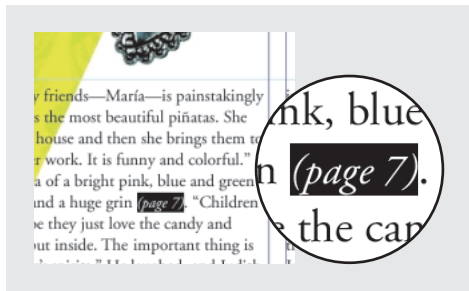 y friends—María—is painstakingly
s the most beautiful piñatas. She
house and then she brings them to
r work. It is funny and colorful.”
a of a bright pink, blue and green
and a huge grin (page 7). “Children
be they just love the candy and
out inside. The important thing is
nk, blue
n (page 7).
e the can